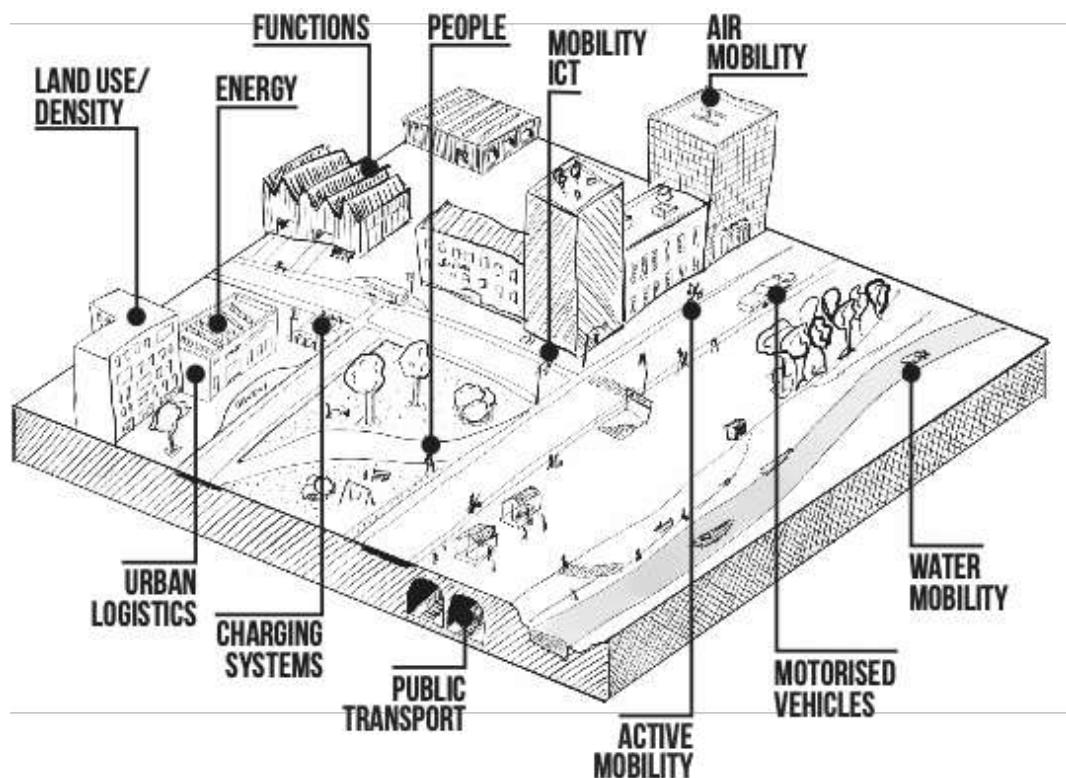 FUNCTIONS
PEOPLE
MOBILITY
ICT
AIR
MOBILITY
LAND USE/
DENSITY
ENERGY
URBAN
LOGISTICS
CHARGING
SYSTEMS
PUBLIC
TRANSPORT
ACTIVE
MOBILITY
MOTORISED
VEHICLES
WATER
MOBILITY